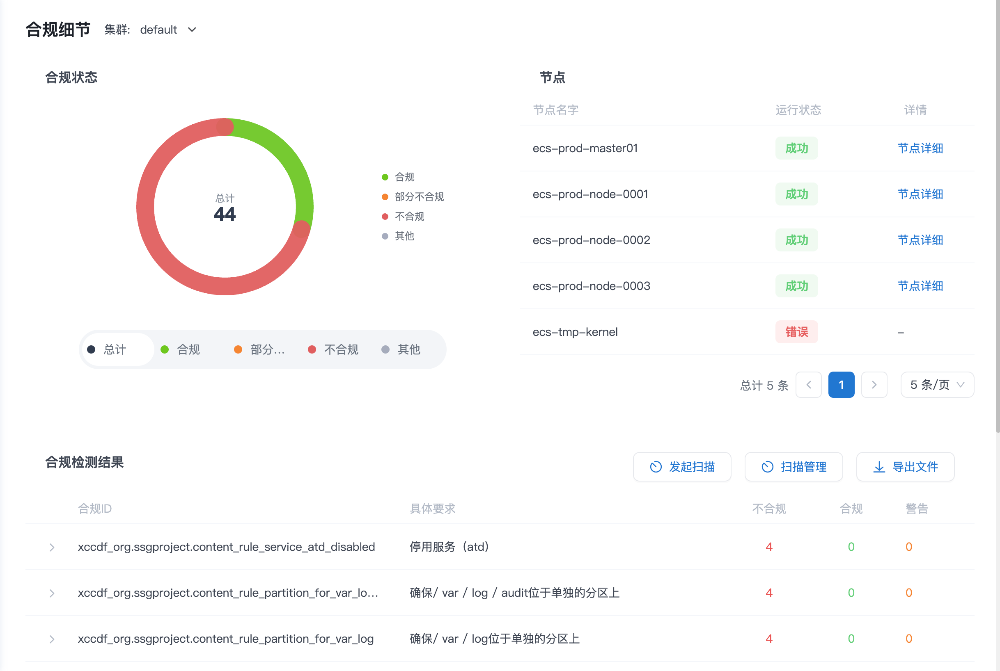 合规细节 集群: default
合规状态
总计
44
合规
部分不合规
不合规
其他
总计 合规 部分... 不合规 其他
节点
节点名字 运行状态 详情
ecs-prod-master01 成功 节点详细
ecs-prod-node-0001 成功 节点详细
ecs-prod-node-0002 成功 节点详细
ecs-prod-node-0003 成功 节点详细
ecs-tmp-kernel 错误 –
总计 5 条 1 5 条/页
合规检测结果 发起扫描 扫描管理 导出文件
合规ID 具体要求 不合规 合规 警告
xccdf_org.ssgproject.content_rule_service_atd_disabled 停用服务（atd） 4 0 0
xccdf_org.ssgproject.content_rule_partition_for_var_lo... 确保/ var / log / audit位于单独的分区上 4 0 0
xccdf_org.ssgproject.content_rule_partition_for_var_log 确保/ var / log位于单独的分区上 4 0 0